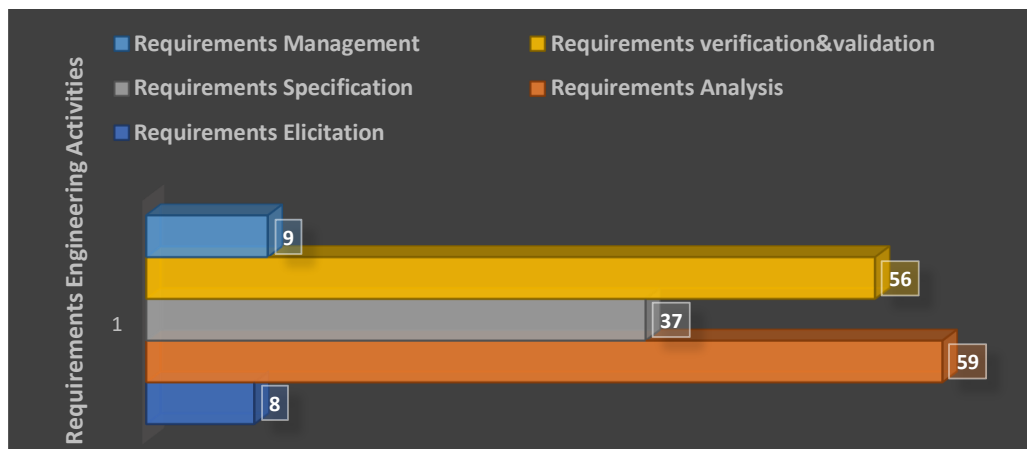 Requirements Engineering Activities
Requirements Management
Requirements verification&validation
Requirements Specification
Requirements Analysis
Requirements Elicitation
9
56
1
37
59
8